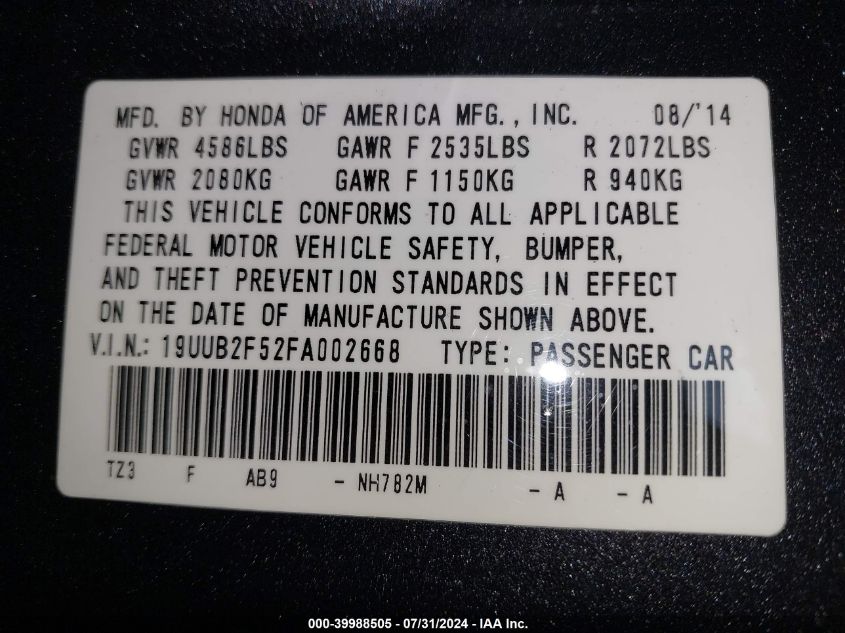 MFD. BY HONDA OF AMERICA MFG., INC. 08/'14
GVWR 4586LBS GAWR F 2535LBS R 2072LBS
GVWR 2080KG GAWR F 1150KG R 940KG
THIS VEHICLE CONFORMS TO ALL APPLICABLE
FEDERAL MOTOR VEHICLE SAFETY, BUMPER,
AND THEFT PREVENTION STANDARDS IN EFFECT
ON THE DATE OF MANUFACTURE SHOWN ABOVE.
V.I.N.: 19UUB2F52FA002668 TYPE: PASSENGER CAR
TZ3 F AB9 - NH782M - A - A
000-39988505 - 07/31/2024 - IAA Inc.